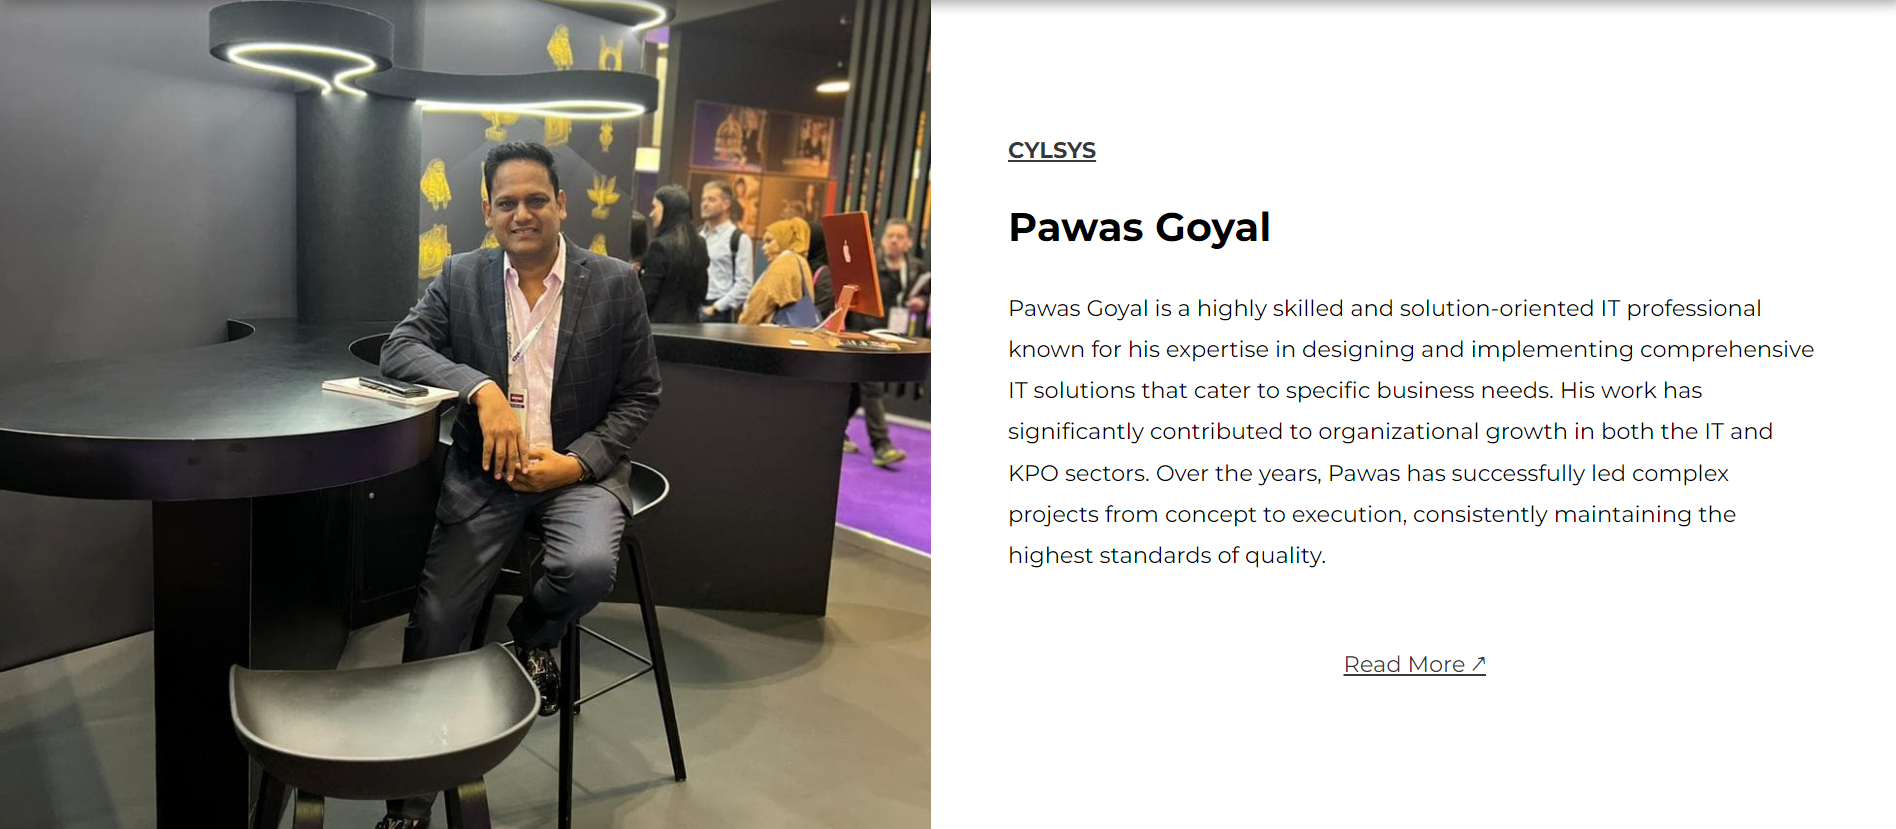 CYLSYS
Pawas Goyal
Pawas Goyal is a highly skilled and solution-oriented IT professional
known for his expertise in designing and implementing comprehensive
IT solutions that cater to specific business needs. His work has
significantly contributed to organizational growth in both the IT and
KPO sectors. Over the years, Pawas has successfully led complex
projects from concept to execution, consistently maintaining the
highest standards of quality.
Read More ↗